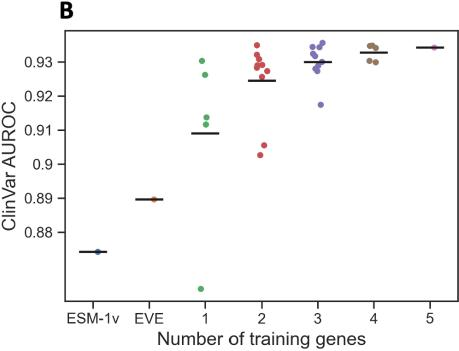 B
ClinVar AUROC
0.93
0.92
0.91
0.9
0.89
0.88
ESM-1v EVE 1 2 3 4 5
Number of training genes